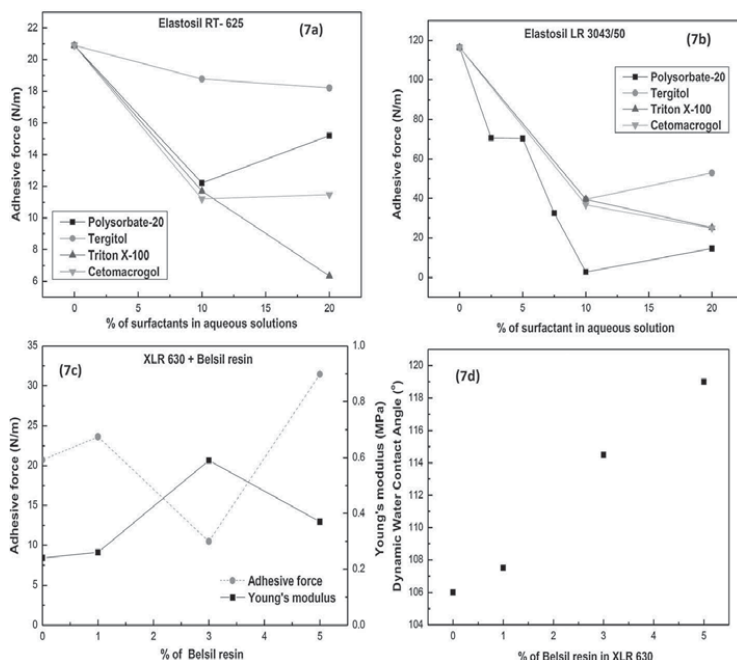 Elastosil RT- 625
(7a)
22
20
18
16
14
12
10
8
6
Adhesive force (N/m)
Polysorbate-20
Tergitol
Triton X-100
Cetomacrogol
0
5
10
15
20
% of surfactants in aqueous solutions
Elastosil LR 3043/50
(7b)
120
100
80
60
40
20
0
Adhesive force (N/m)
Polysorbate-20
Tergitol
Triton X-100
Cetomacrogol
0
5
10
15
20
% of surfactant in aqueous solution
XLR 630 + Belsil resin
(7c)
35
30
25
20
15
10
5
0
Adhesive force (N/m)
1.0
0.8
0.6
0.4
0.2
0.0
Young's modulus (MPa)
Adhesive force
Young's modulus
0
1
2
3
4
5
% of Belsil resin
(7d)
120
118
116
114
112
110
108
106
104
Dynamic Water Contact Angle (°)
0
1
2
3
4
5
% of Belsil resin in XLR 630